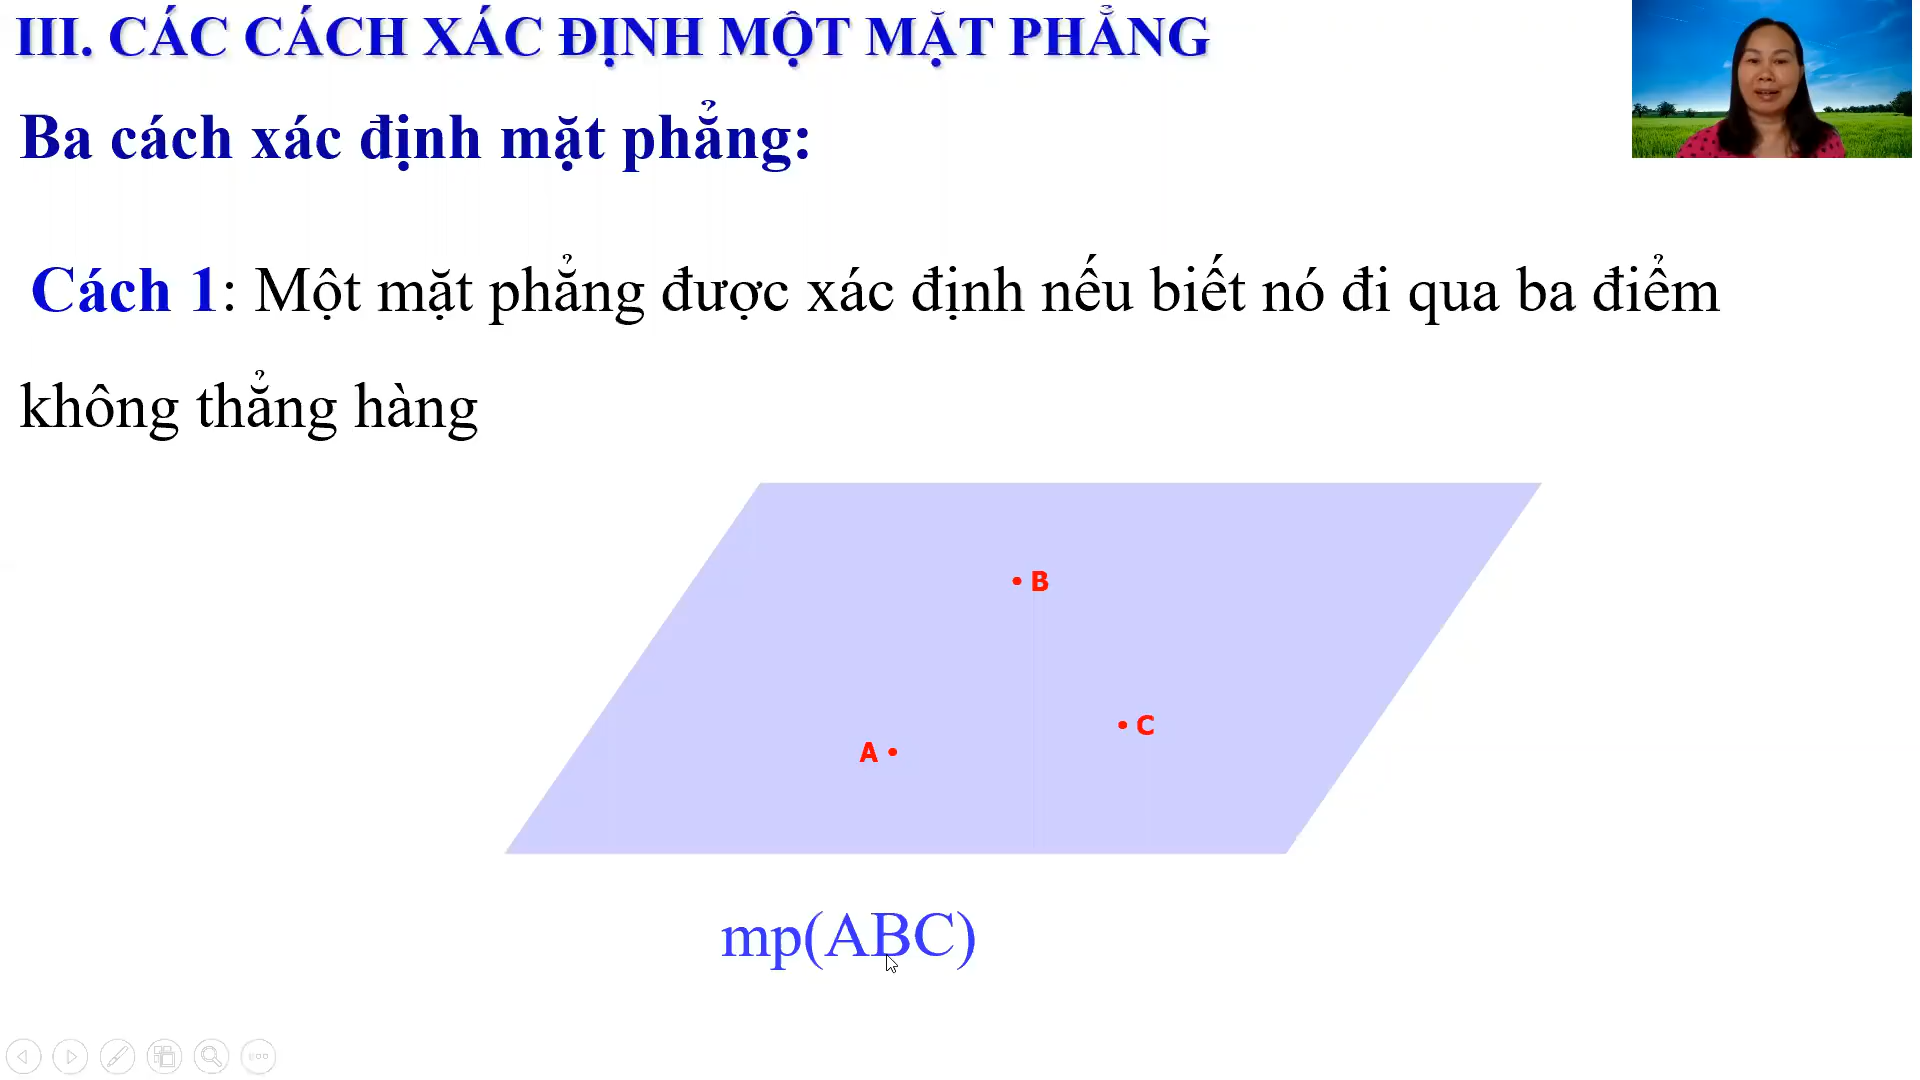 III. CÁC CÁCH XÁC ĐỊNH MỘT MẶT PHẲNG
Ba cách xác định mặt phẳng:
Cách 1: Một mặt phẳng được xác định nếu biết nó đi qua ba điểm
không thẳng hàng
B
C
A
mp(ABC)